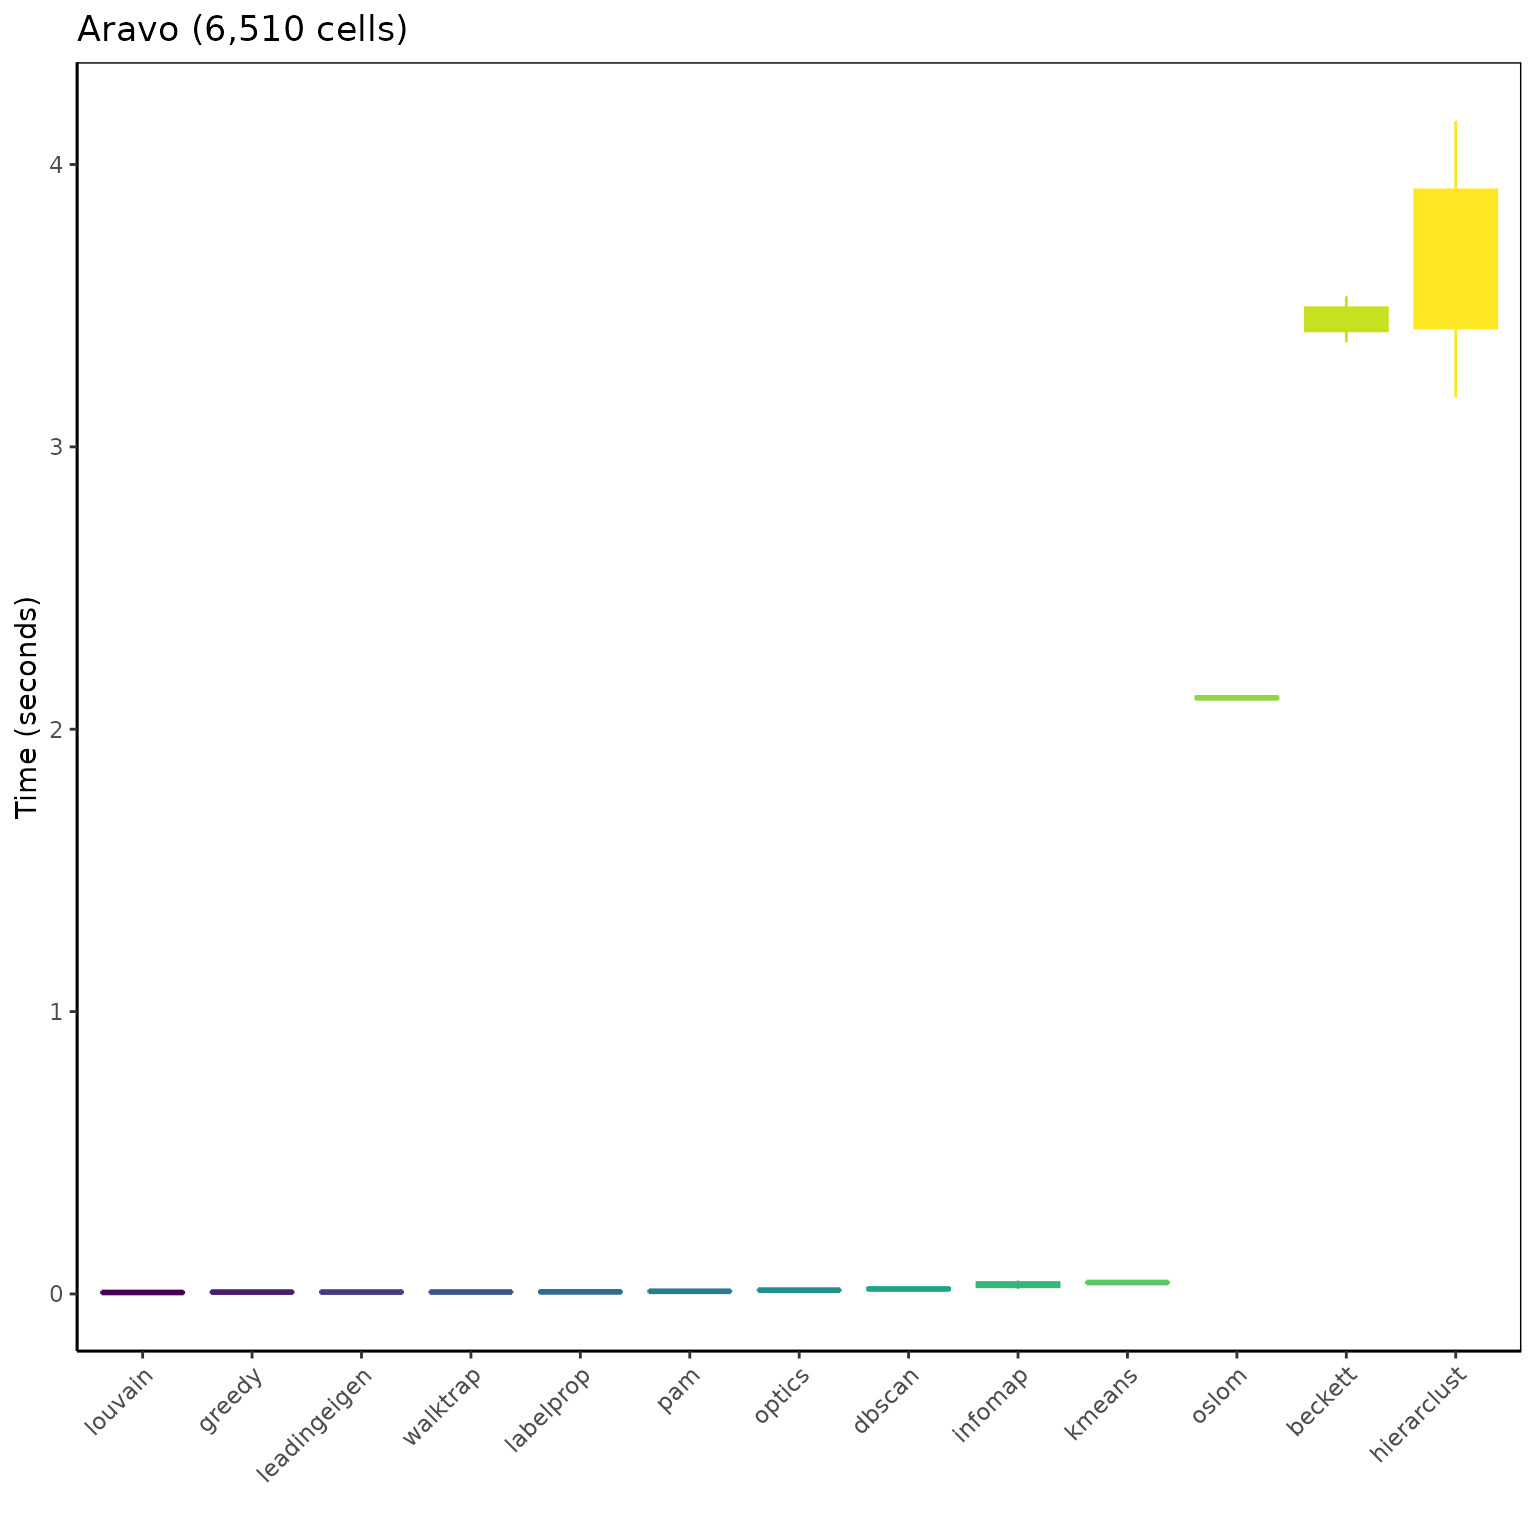 Aravo (6,510 cells)
Time (seconds)
4
3
2
1
0
louvain
greedy
leadingeigen
walktrap
labelprop
pam
optics
dbscan
infomap
kmeans
oslom
beckett
hierarclust